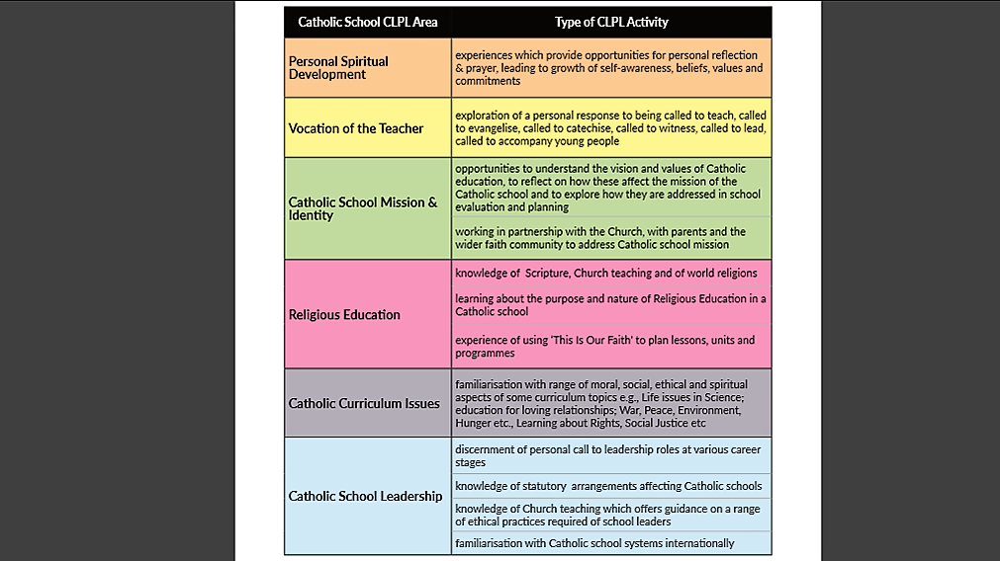 Catholic School CLPL Area
Type of CLPL Activity
Personal Spiritual
Development
experiences which provide opportunities for personal reflection
& prayer, leading to growth of self-awareness, beliefs, values and
commitments
Vocation of the Teacher
exploration of a personal response to being called to teach, called
to evangelise, called to catechise, called to witness, called to lead,
called to accompany young people
Catholic School Mission &
Identity
opportunities to understand the vision and values of Catholic
education, to reflect on how these affect the mission of the
Catholic school and to explore how they are addressed in school
evaluation and planning
working in partnership with the Church, with parents and the
wider faith community to address Catholic school mission
Religious Education
knowledge of Scripture, Church teaching and of world religions
learning about the purpose and nature of Religious Education in a
Catholic school
experience of using 'This Is Our Faith' to plan lessons, units and
programmes
Catholic Curriculum Issues
familiarisation with range of moral, social, ethical and spiritual
aspects of some curriculum topics e.g., Life issues in Science;
education for loving relationships; War, Peace, Environment,
Hunger etc., Learning about Rights, Social Justice etc
Catholic School Leadership
discernment of personal call to leadership roles at various career
stages
knowledge of statutory arrangements affecting Catholic schools
knowledge of Church teaching which offers guidance on a range
of ethical practices required of school leaders
familiarisation with Catholic school systems internationally